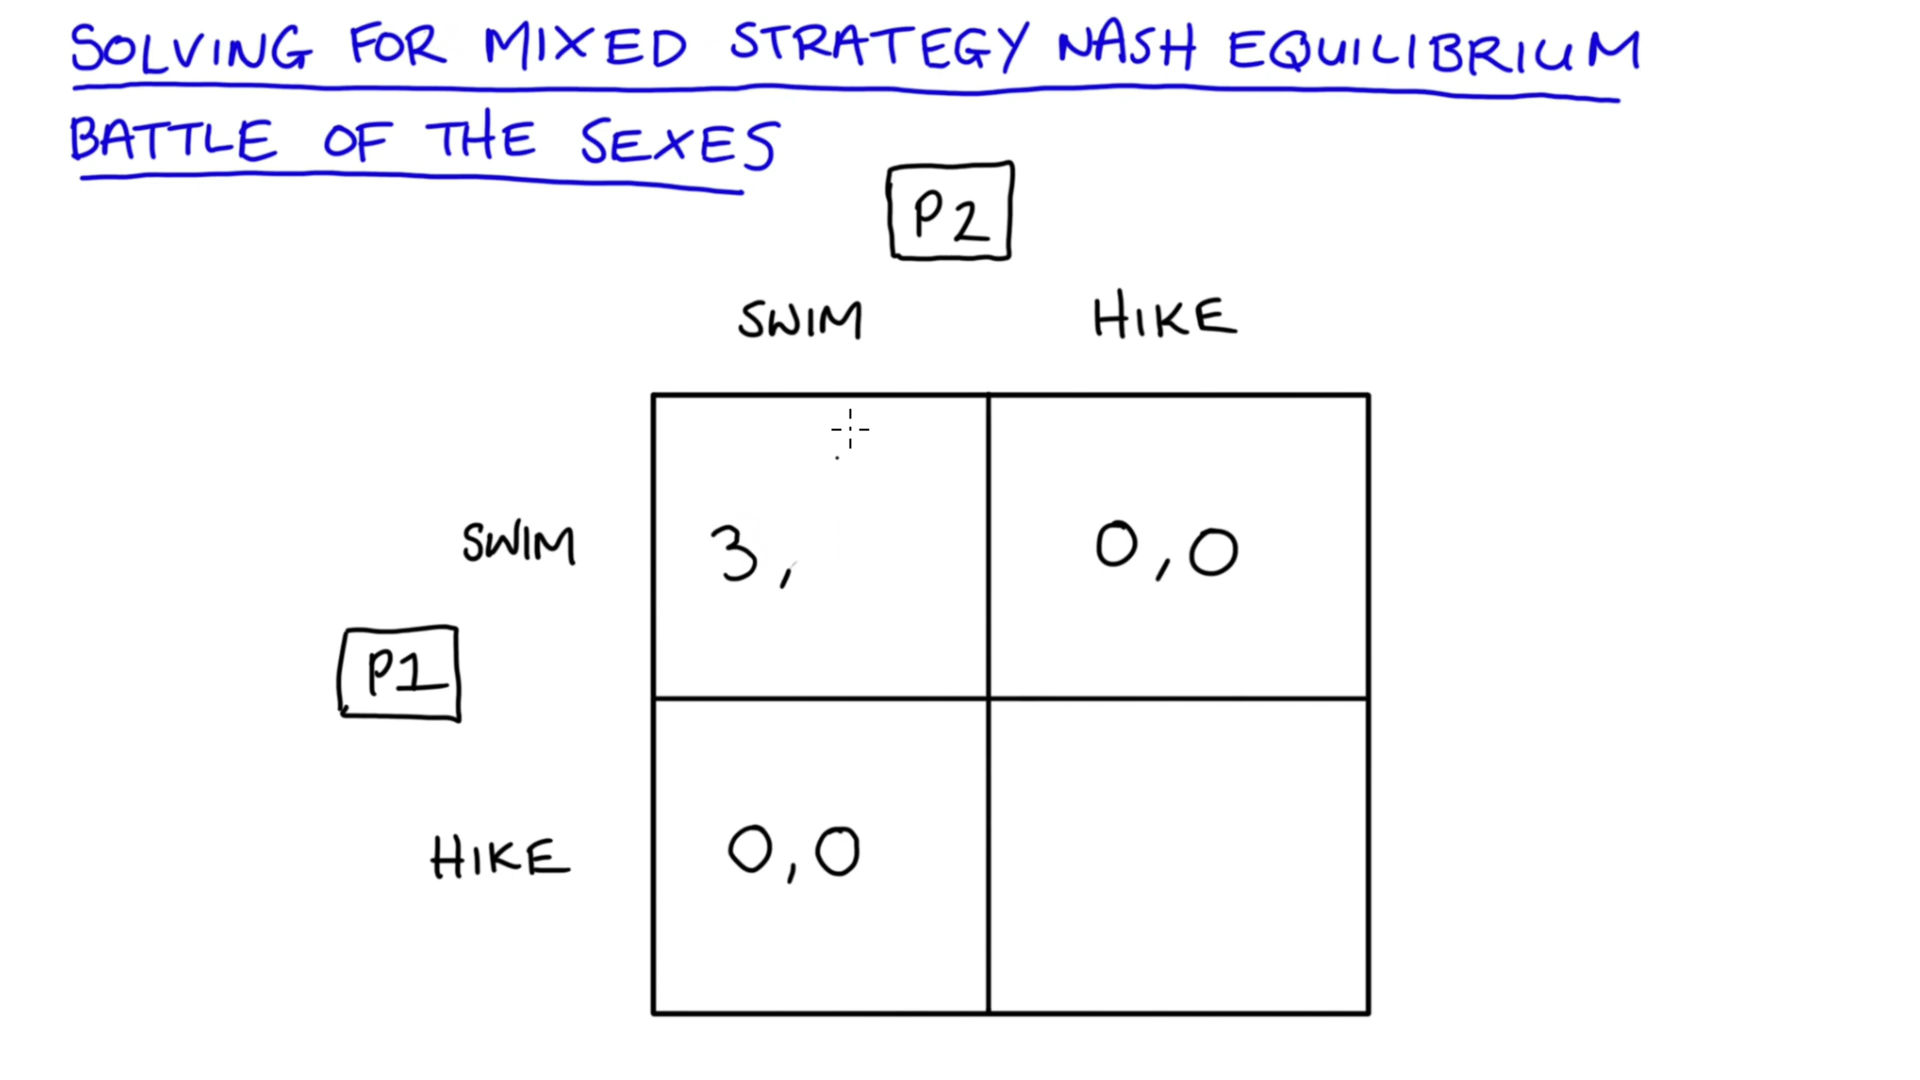 SOLVING FOR MIXED STRATEGY NASH EQUILIBRIUM
BATTLE OF THE SEXES
P2
SWIM HIKE
SWIM 3, 0,0
P1
HIKE 0,0